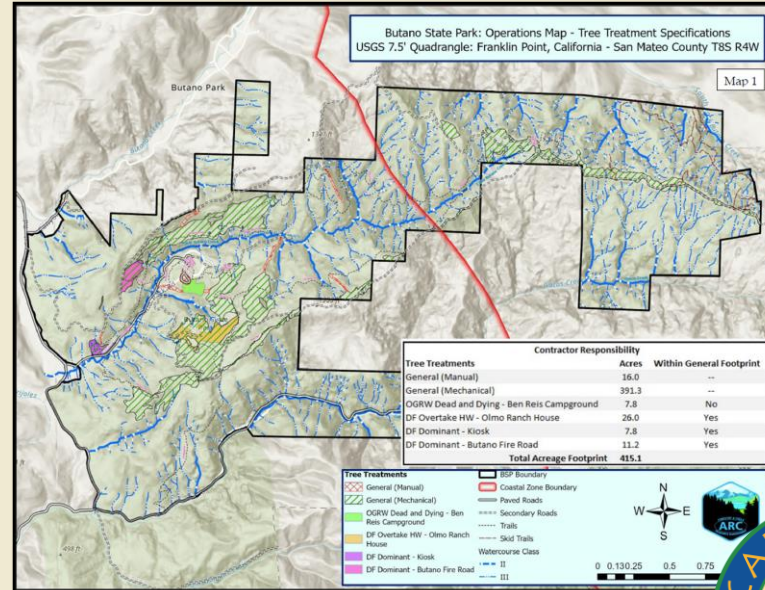 Butano State Park: Operations Map - Tree Treatment Specifications
USGS 7.5' Quadrangle: Franklin Point, California - San Mateo County T8S R4W
Map 1
Butano Park
Contractor Responsibility
Tree Treatments Acres Within General Footprint
General (Manual) 16.0 --
General (Mechanical) 391.3 --
OGRW Dead and Dying - Ben Reis Campground 7.8 No
DF Overtake HW - Olmo Ranch House 26.0 Yes
DF Dominant - Kiosk 7.8 Yes
DF Dominant - Butano Fire Road 11.2 Yes
Total Acreage Footprint 415.1
Tree Treatments
General (Manual)
General (Mechanical)
OGRW Dead and Dying - Ben
Reis Campground
DF Overtake HW - Olmo Ranch
House
DF Dominant - Kiosk
DF Dominant - Butano Fire Road
BSP Boundary
Coastal Zone Boundary
Paved Roads
Secondary Roads
Trails
Skid Trails
Watercourse Class
II
III
N
W E
S
ARC
0 0.13 0.25 0.5 0.75